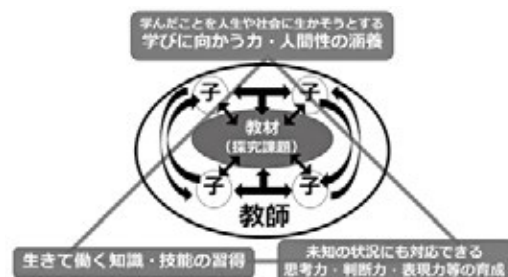 学んだことを人生や社会に生かそうとする
学びに向かう力・人間性の涵養
子 子
教材
(探究課題)
子 子
教師
生きて働く知識・技能の習得
未知の状況にも対応できる
思考力・判断力・表現力等の育成